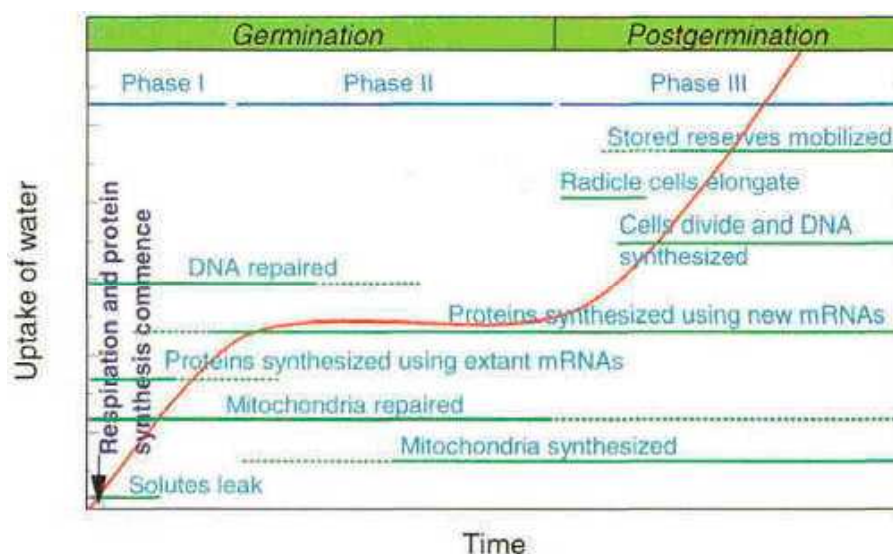 Germination Postgermination
Phase I Phase II Phase III
Stored reserves mobilized
Radicle cells elongate
Cells divide and DNA
synthesized
DNA repaired
Proteins synthesized using new mRNAs
Proteins synthesized using extant mRNAs
Mitochondria repaired
Mitochondria synthesized
Solutes leak
Respiration and protein
synthesis commence
Uptake of water
Time